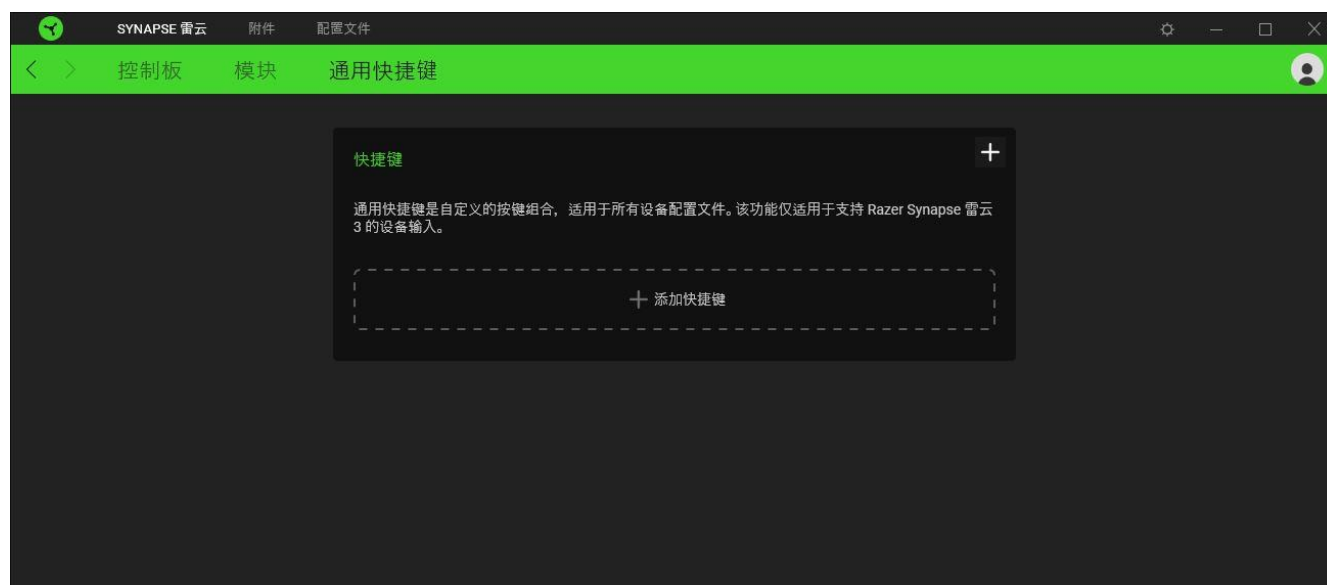 SYNAPSE 雷云 附件 配置文件
控制板 模块 通用快捷键
快捷键
通用快捷键是自定义的按键组合，适用于所有设备配置文件。该功能仅适用于支持 Razer Synapse 雷云
3 的设备输入。
添加快捷键